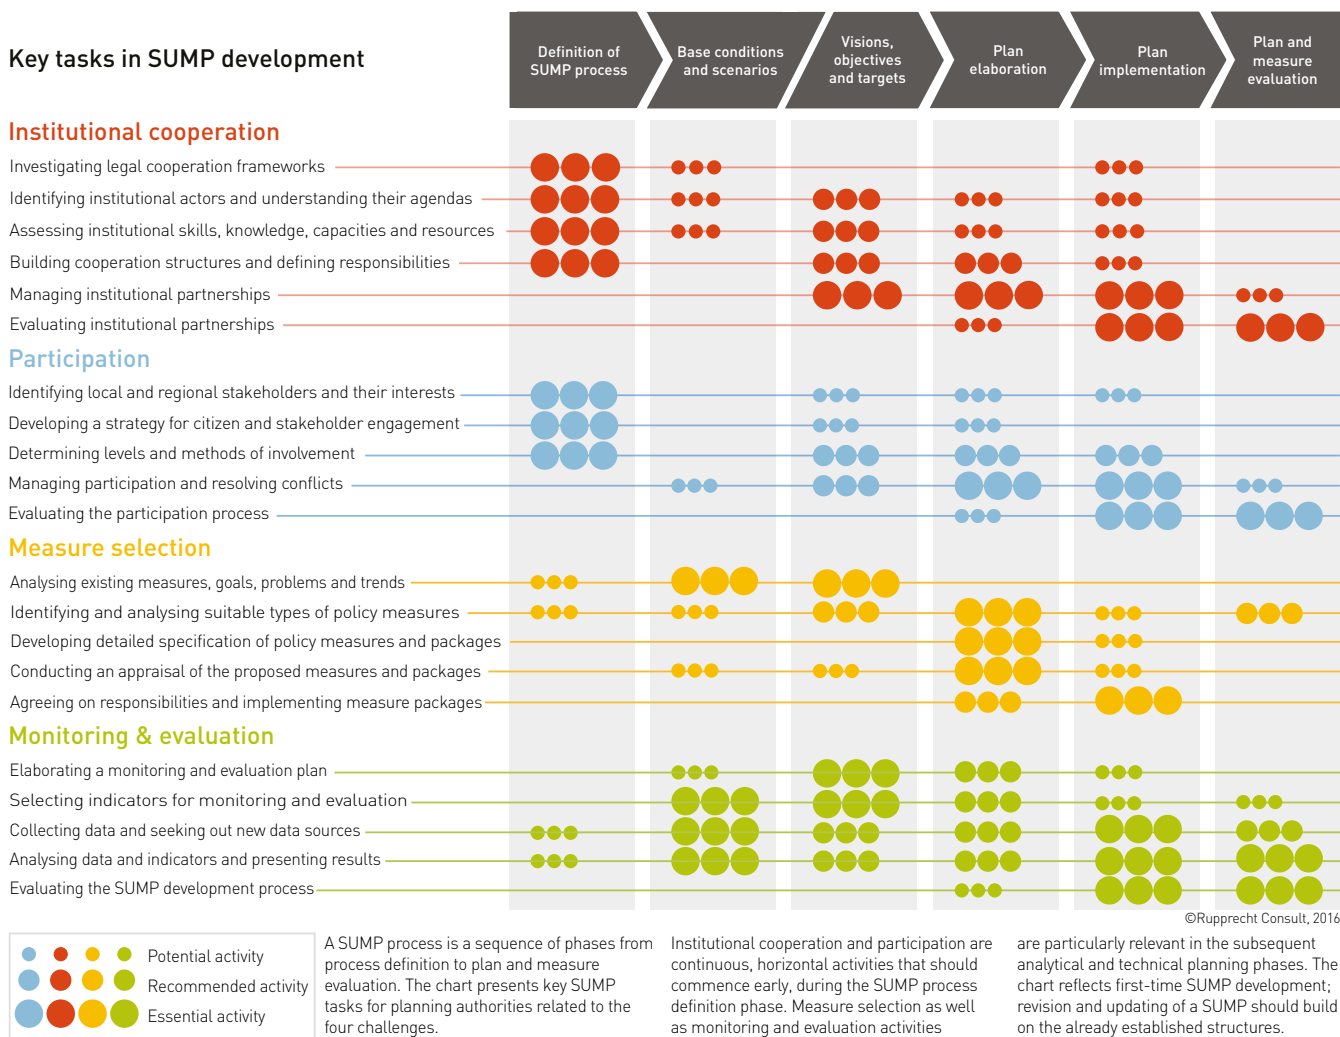 Key tasks in SUMP development
Definition of
SUMP process
Base conditions
and scenarios
Visions,
objectives
and targets
Plan
elaboration
Plan
implementation
Plan and
measure
evaluation
Institutional cooperation
Investigating legal cooperation frameworks
Identifying institutional actors and understanding their agendas
Assessing institutional skills, knowledge, capacities and resources
Building cooperation structures and defining responsibilities
Managing institutional partnerships
Evaluating institutional partnerships
Participation
Identifying local and regional stakeholders and their interests
Developing a strategy for citizen and stakeholder engagement
Determining levels and methods of involvement
Managing participation and resolving conflicts
Evaluating the participation process
Measure selection
Analysing existing measures, goals, problems and trends
Identifying and analysing suitable types of policy measures
Developing detailed specification of policy measures and packages
Conducting an appraisal of the proposed measures and packages
Agreeing on responsibilities and implementing measure packages
Monitoring & evaluation
Elaborating a monitoring and evaluation plan
Selecting indicators for monitoring and evaluation
Collecting data and seeking out new data sources
Analysing data and indicators and presenting results
Evaluating the SUMP development process
©Rupprecht Consult, 2016
Potential activity
Recommended activity
Essential activity
A SUMP process is a sequence of phases from
process definition to plan and measure
evaluation. The chart presents key SUMP
tasks for planning authorities related to the
four challenges.
Institutional cooperation and participation are
continuous, horizontal activities that should
commence early, during the SUMP process
definition phase. Measure selection as well
as monitoring and evaluation activities
are particularly relevant in the subsequent
analytical and technical planning phases. The
chart reflects first-time SUMP development;
revision and updating of a SUMP should build
on the already established structures.